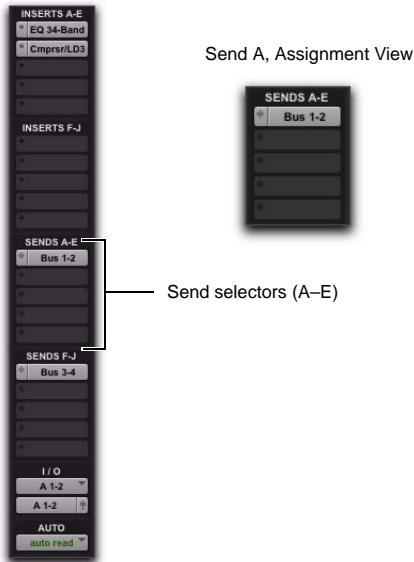 INSERTS A-E
EQ 34-Band
Cmprsr/LD3
INSERTS F-J
SENDS A-E
Bus 1-2
SENDS F-J
Bus 3-4
I / O
A 1-2
A 1-2
AUTO
auto read
Send A, Assignment View
SENDS A-E
Bus 1-2
Send selectors (A–E)